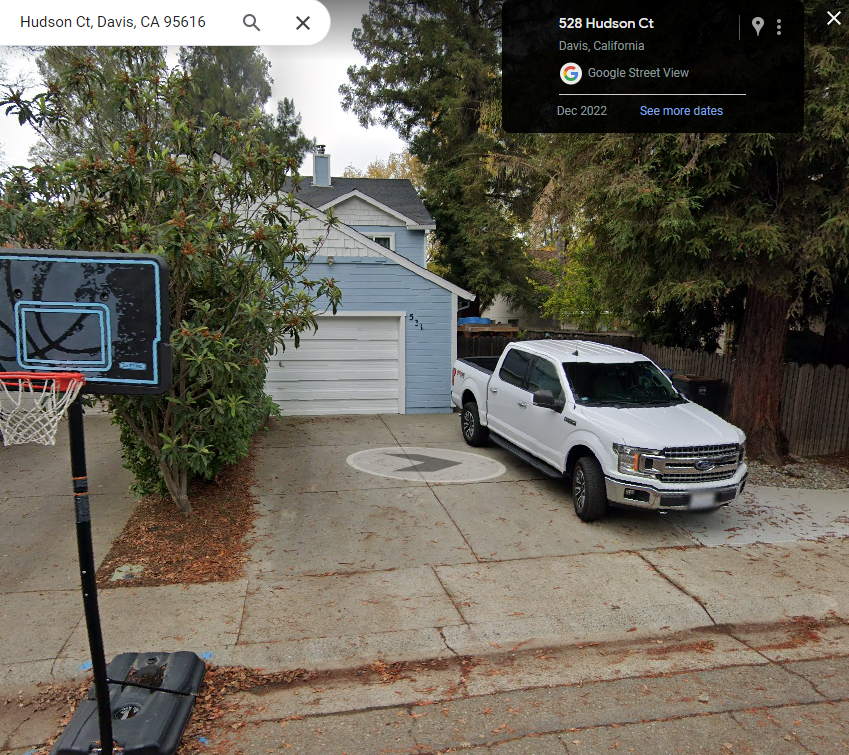 Hudson Ct, Davis, CA 95616
528 Hudson Ct
Davis, California
Google Street View
Dec 2022
See more dates
531